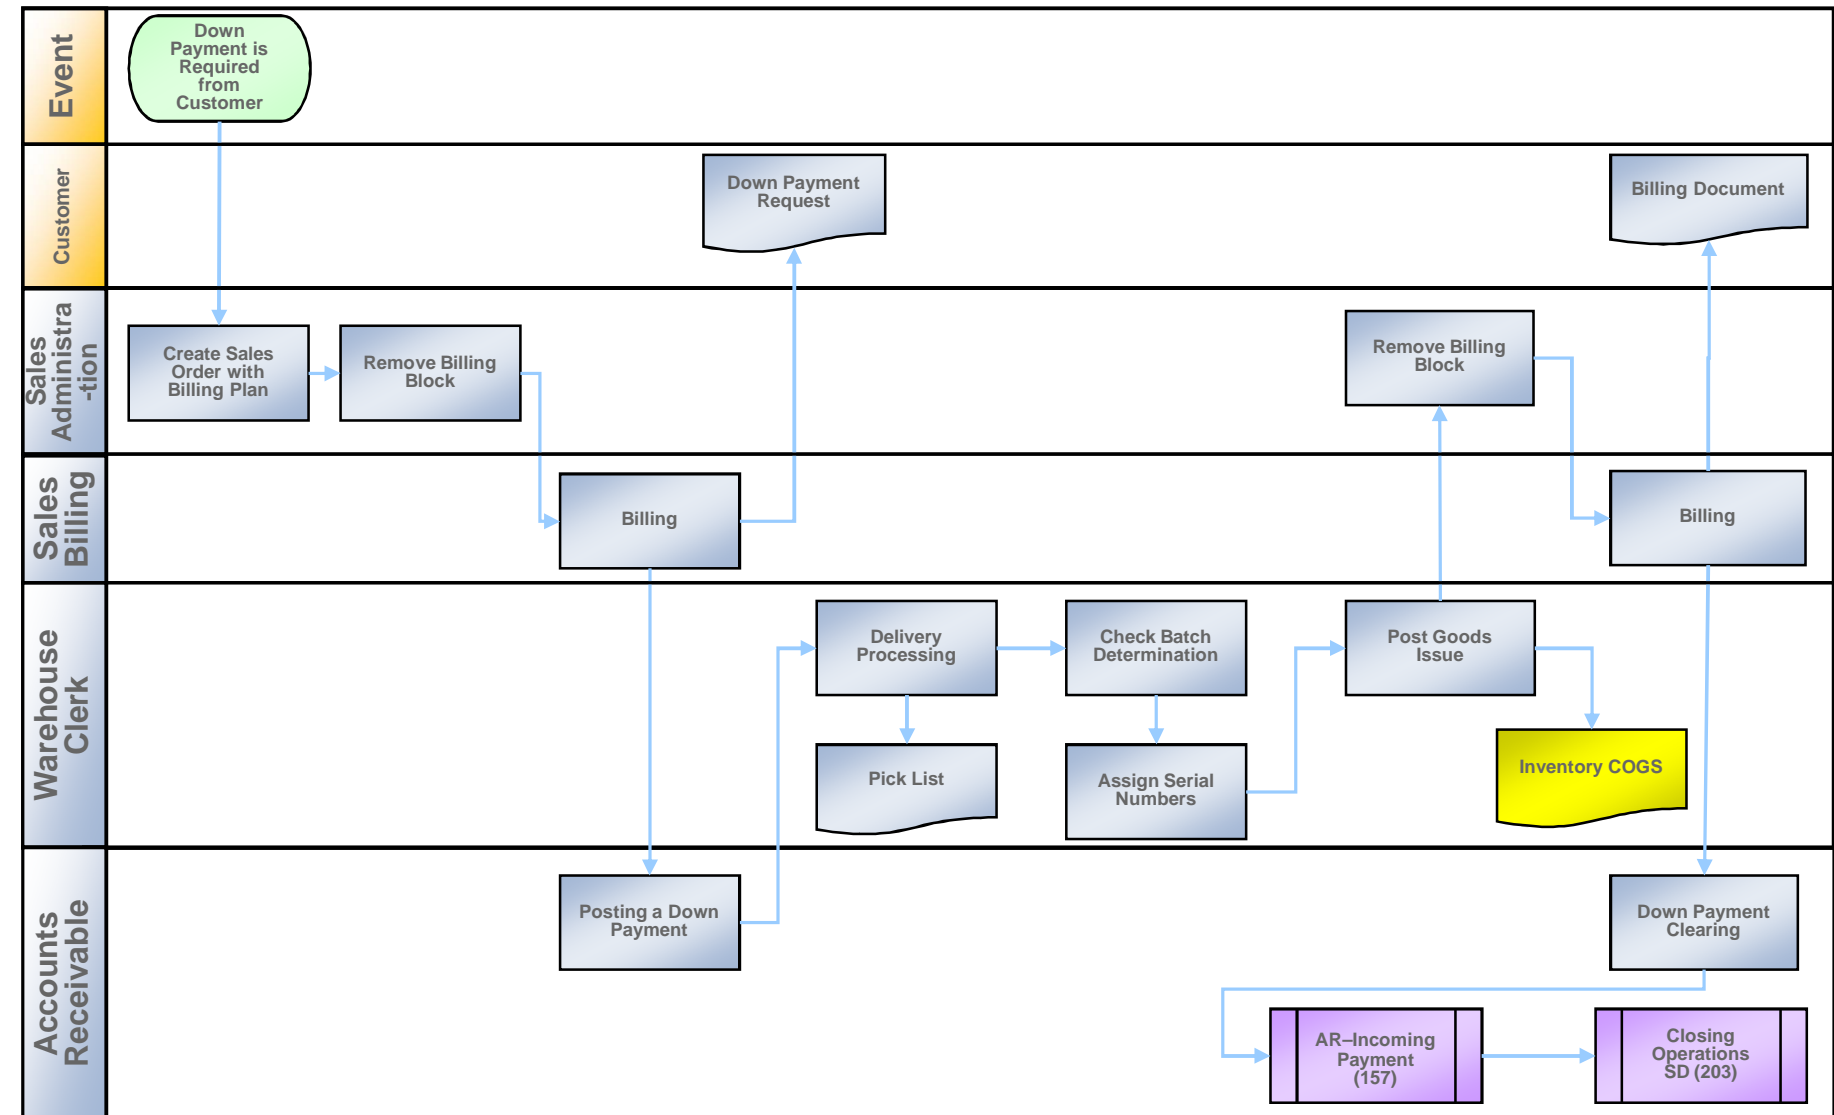 Event
Down
Payment is
Required
from
Customer
Customer
Down Payment
Request
Billing Document
Sales
Administra
-tion
Create Sales
Order with
Billing Plan
Remove Billing
Block
Remove Billing
Block
Sales
Billing
Billing
Billing
Warehouse
Clerk
Delivery
Processing
Check Batch
Determination
Post Goods
Issue
Pick List
Assign Serial
Numbers
Inventory COGS
Accounts
Receivable
Posting a Down
Payment
Down Payment
Clearing
AR–Incoming
Payment
(157)
Closing
Operations
SD (203)